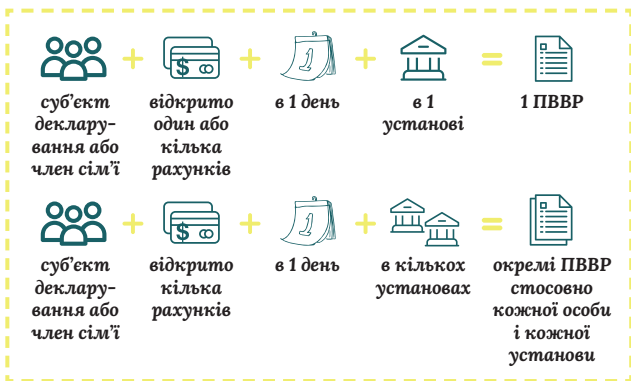 суб’єкт
деклару-
вання або
член сім’ї
відкрито
один або
кілька
рахунків
в 1 день
в 1
установі
1 ПВВР
суб’єкт
деклару-
вання або
член сім’ї
відкрито
кілька
рахунків
в 1 день
в кількох
установах
окремі ПВВР
стосовно
кожної особи
і кожної
установи